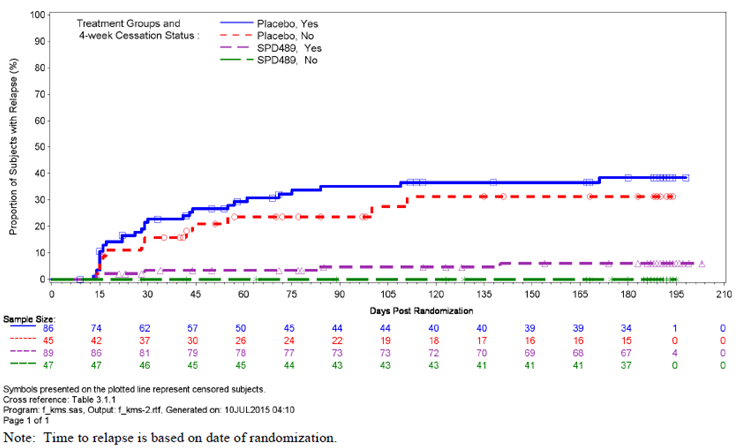 Treatment Groups and
4-week Cessation Status :
Placebo, Yes
Placebo, No
SPD489, Yes
SPD489, No
Proportion of Subjects with Relapse (%)
100
90
80
70
60
50
40
30
20
10
0
0 15 30 45 60 75 90 105 120 135 150 165 180 195 210
Days Post Randomization
Sample Size:
86 74 62 57 50 45 44 44 40 40 39 39 34 1 0
45 42 37 30 26 24 22 19 18 17 16 16 15 0 0
89 86 81 79 78 77 73 73 72 70 69 68 67 4 0
47 47 46 45 45 44 43 43 43 41 41 41 37 0 0
Symbols presented on the plotted line represent censored subjects.
Cross reference: Table 3.1.1
Program: f_kms.sas, Output: f_kms-2.rtf, Generated on: 10JUL2015 04:10
Page 1 of 1
Note: Time to relapse is based on date of randomization.